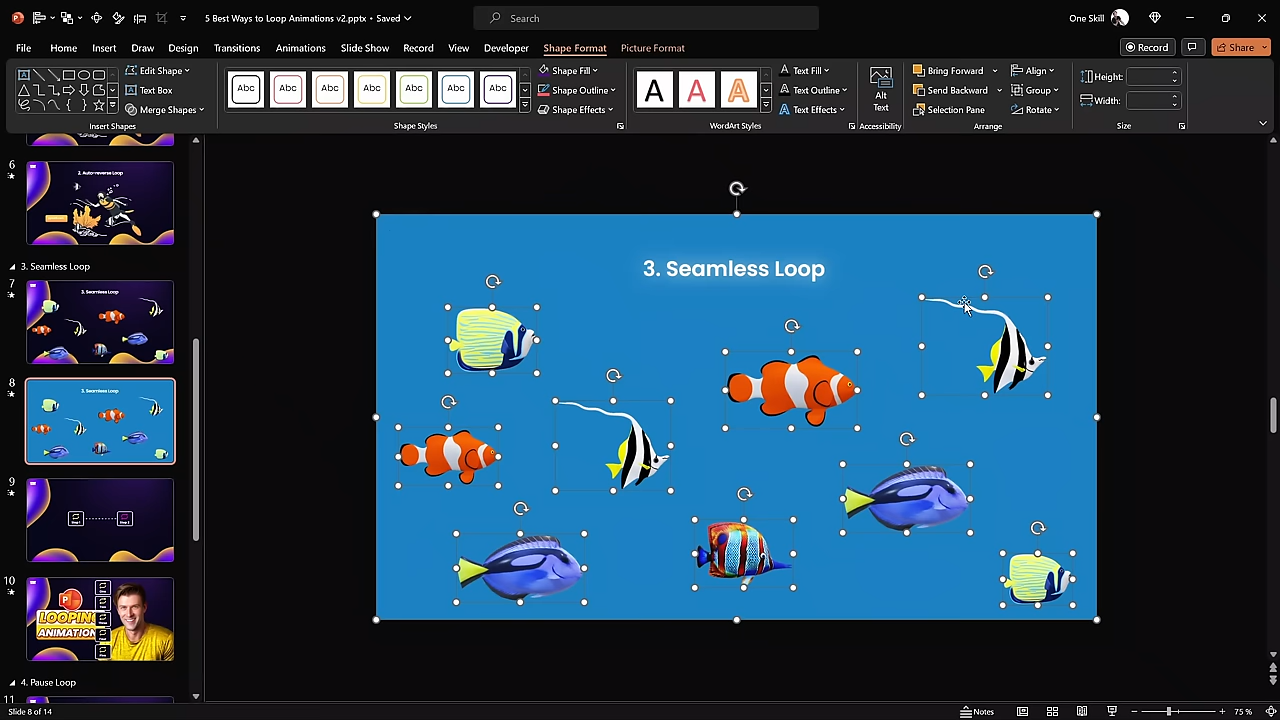 5 Best Ways to Loop Animations v2.pptx • Saved
Search
One Skill
File Home Insert Draw Design Transitions Animations Slide Show Record View Developer Shape Format Picture Format
Record
Share
Edit Shape
Text Box
Merge Shapes
Insert Shapes
Abc Abc Abc Abc Abc Abc Abc
Shape Fill
Shape Outline
Shape Effects
Shape Styles
A A A
Text Fill
Text Outline
Text Effects
WordArt Styles
Alt
Text
Accessibility
Bring Forward
Send Backward
Selection Pane
Align
Group
Rotate
Arrange
Height:
Width:
Size
6
2. Auto-reverse Loop
3. Seamless Loop
7
3. Seamless Loop
8
3. Seamless Loop
9
Step 1
Step 2
10
P
LOOPING
ANIMATION
4. Pause Loop
11
3. Seamless Loop
Slide 8 of 14
Notes
75 %